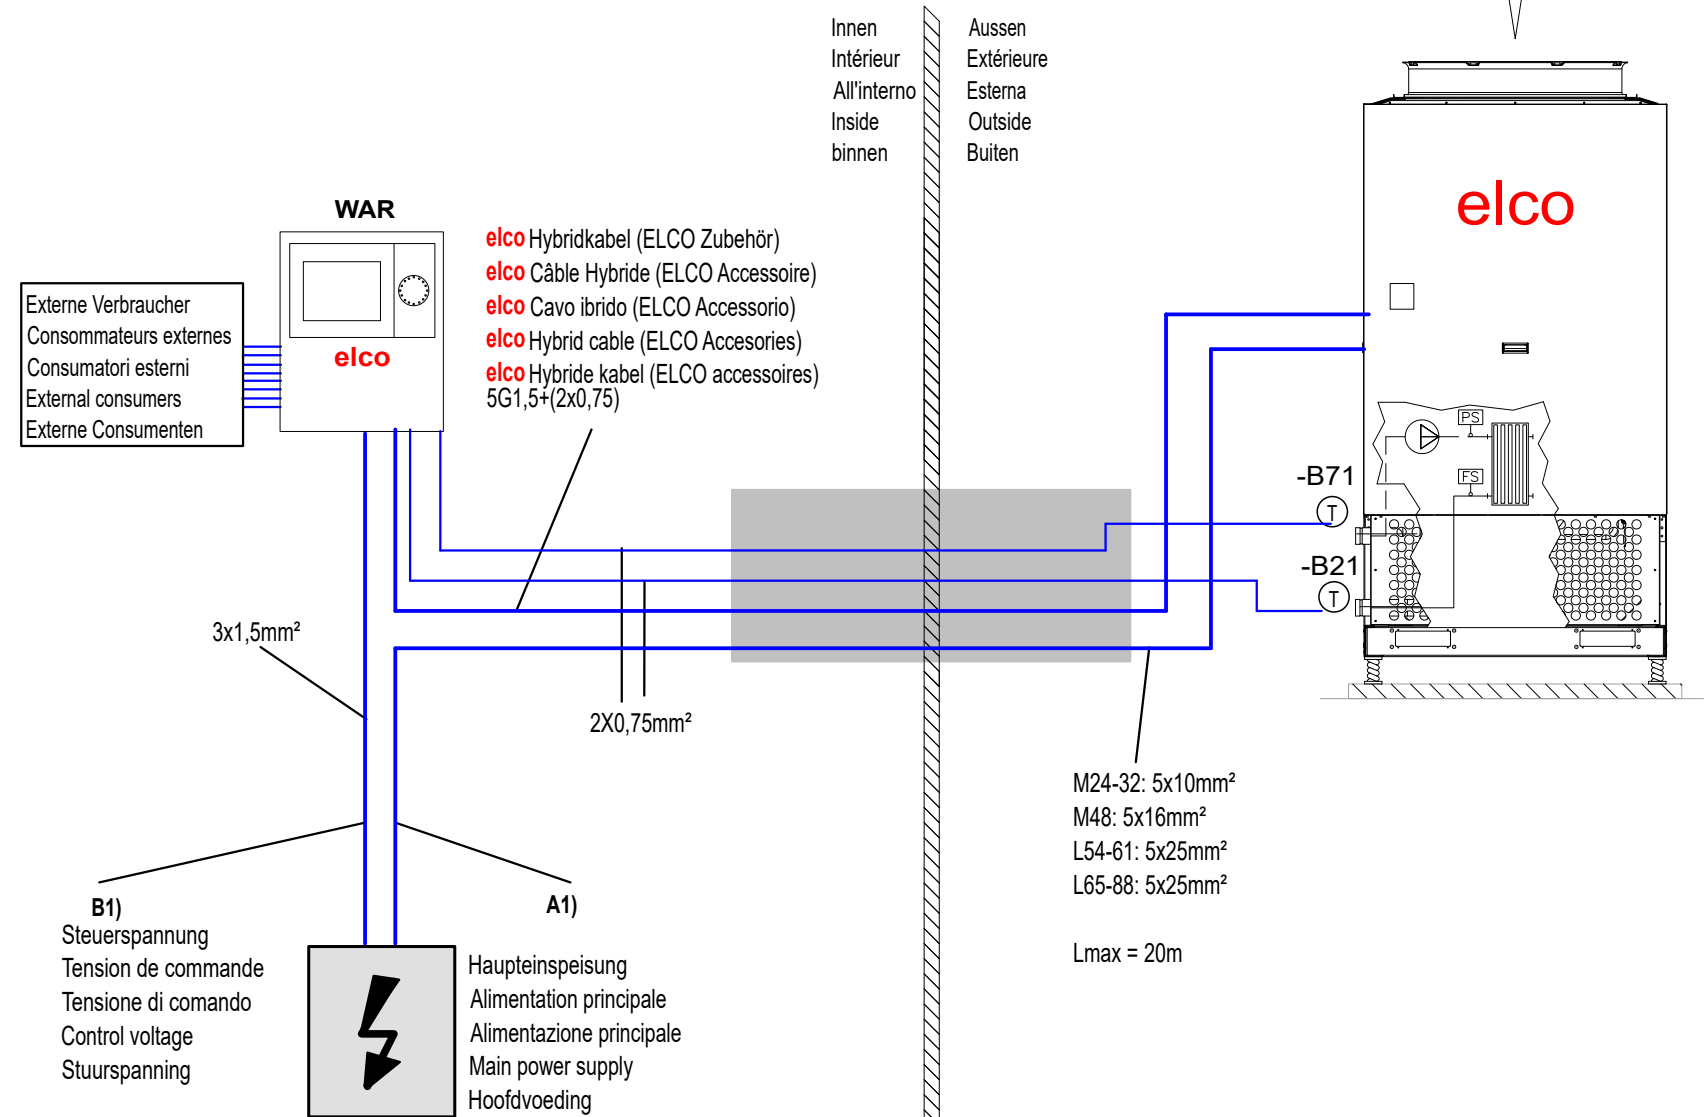 Innen
Intérieur
All'interno
Inside
binnen
Aussen
Extérieure
Esterna
Outside
Buiten
elco
WAR
elco
elco Hybridkabel (ELCO Zubehör)
elco Câble Hybride (ELCO Accessoire)
elco Cavo ibrido (ELCO Accessorio)
elco Hybrid cable (ELCO Accesories)
elco Hybride kabel (ELCO accessoires)
5G1,5+(2x0,75)
Externe Verbraucher
Consommateurs externes
Consumatori esterni
External consumers
Externe Consumenten
PS
FS
-B71
T
-B21
T
3x1,5mm²
2X0,75mm²
M24-32: 5x10mm²
M48: 5x16mm²
L54-61: 5x25mm²
L65-88: 5x25mm²
Lmax = 20m
B1)
Steuerspannung
Tension de commande
Tensione di comando
Control voltage
Stuurspanning
A1)
Haupteinspeisung
Alimentation principale
Alimentazione principale
Main power supply
Hoofdvoeding